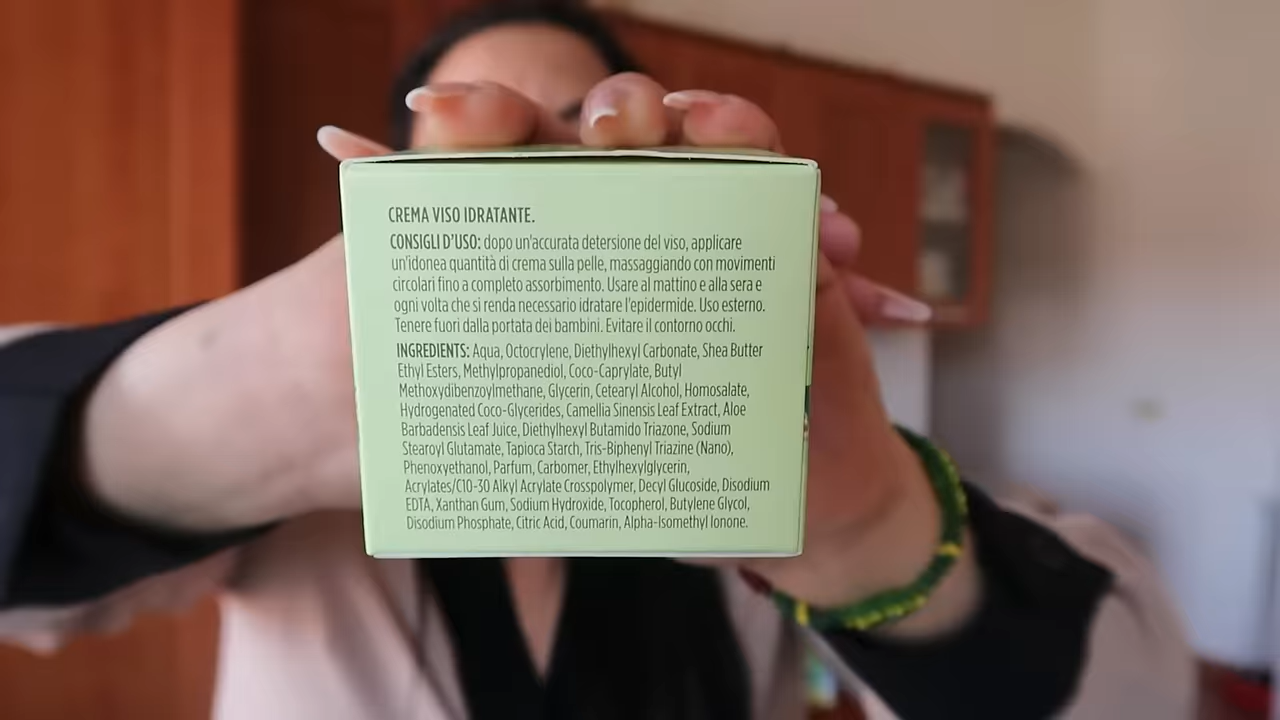 CREMA VISO IDRATANTE.
CONSIGLI D'USO: dopo un'accurata detersione del viso, applicare
un'idonea quantità di crema sulla pelle, massaggiando con movimenti
circolari fino a completo assorbimento. Usare al mattino e alla sera e
ogni volta che si renda necessario idratare l'epidermide. Uso esterno.
Tenere fuori dalla portata dei bambini. Evitare il contorno occhi.
INGREDIENTS: Aqua, Octocrylene, Diethylhexyl Carbonate, Shea Butter
Ethyl Esters, Methylpropanediol, Coco-Caprylate, Butyl
Methoxydibenzoylmethane, Glycerin, Cetearyl Alcohol, Homosalate,
Hydrogenated Coco-Glycerides, Camellia Sinensis Leaf Extract, Aloe
Barbadensis Leaf Juice, Diethylhexyl Butamido Triazone, Sodium
Stearoyl Glutamate, Tapioca Starch, Tris-Biphenyl Triazine (Nano),
Phenoxyethanol, Parfum, Carbomer, Ethylhexylglycerin,
Acrylates/C10-30 Alkyl Acrylate Crosspolymer, Decyl Glucoside, Disodium
EDTA, Xanthan Gum, Sodium Hydroxide, Tocopherol, Butylene Glycol,
Disodium Phosphate, Citric Acid, Coumarin, Alpha-Isomethyl Ionone.